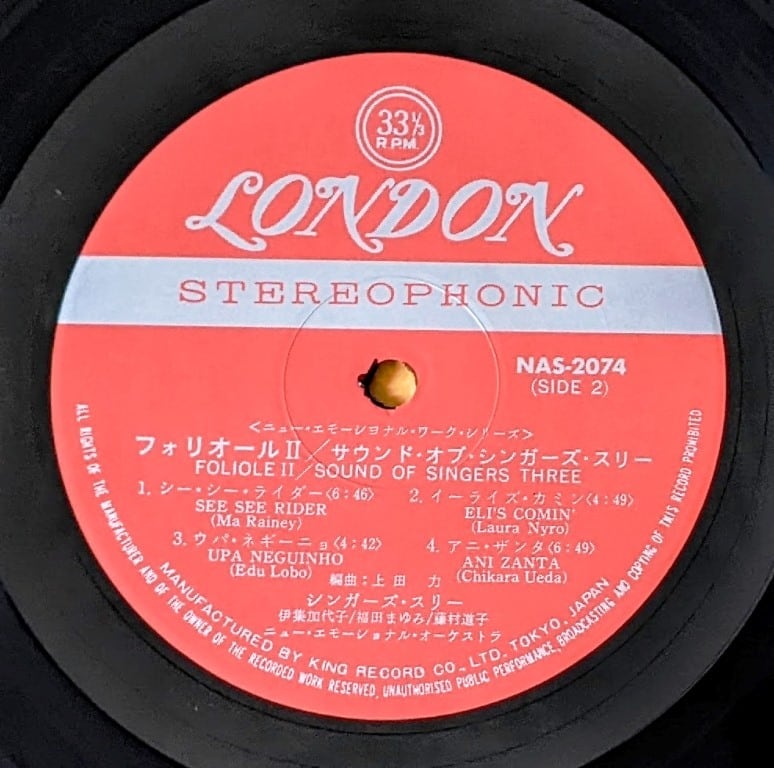 33⅓
R.P.M.
LONDON
STEREOPHONIC
NAS-2074
(SIDE 2)
<ニュー・エモーショナル・ワーク・シリーズ>
フォリオールⅡ/サウンド・オブ・シンガーズ・スリー
FOLIOLE II/SOUND OF SINGERS THREE
1. シー・シー・ライダー〈6:46〉
SEE SEE RIDER
(Ma Rainey)
2. イーライズ・カミン〈4:49〉
ELI'S COMIN'
(Laura Nyro)
3. ウパ・ネギーニョ〈4:42〉
UPA NEGUINHO
(Edu Lobo)
4. アニ・ザンタ〈6:49〉
ANI ZANTA
(Chikara Ueda)
編曲:上田 力
シンガーズ・スリー
伊集加代子/福田まゆみ/藤村道子
ニュー・エモーショナル・オーケストラ
MANUFACTURED BY KING RECORD CO., LTD. TOKYO, JAPAN
ALL RIGHTS OF THE MANUFACTURER AND OF THE OWNER OF THE RECORDED WORK RESERVED, UNAUTHORISED PUBLIC PERFORMANCE, BROADCASTING AND COPYING OF THIS RECORD PROHIBITED